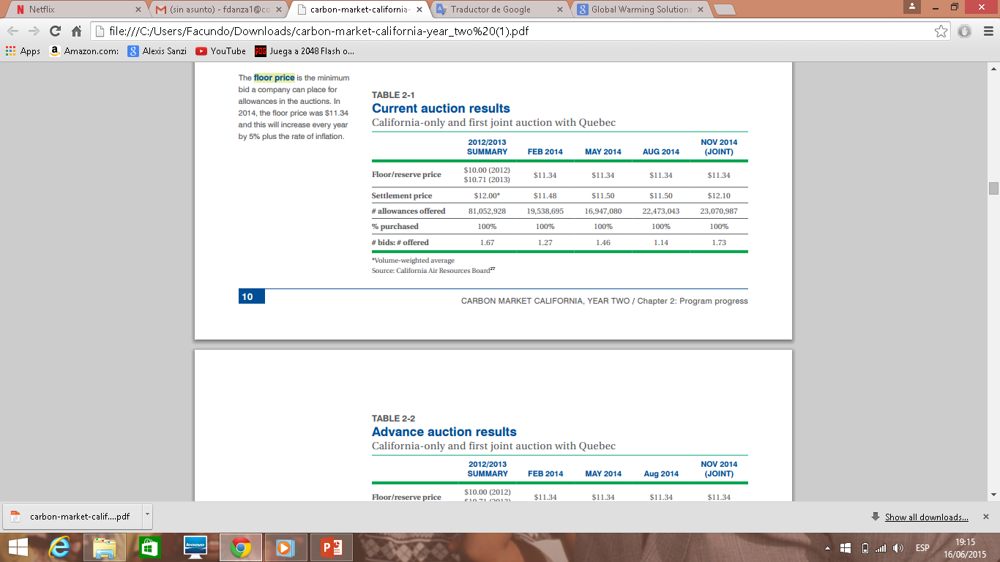 Netflix
(sin asunto) - fdanza1@co
carbon-market-california-
Traductor de Google
Global Warming Solutions
file:///C:/Users/Facundo/Downloads/carbon-market-california-year_two%20(1).pdf
Apps Amazon.com: Alexis Sanzi YouTube Juega a 2048 Flash o...
The floor price is the minimum
bid a company can place for
allowances in the auctions. In
2014, the floor price was $11.34
and this will increase every year
by 5% plus the rate of inflation.
TABLE 2-1
Current auction results
California-only and first joint auction with Quebec
2012/2013 SUMMARY FEB 2014 MAY 2014 AUG 2014 NOV 2014 (JOINT)
Floor/reserve price $10.00 (2012) $10.71 (2013) $11.34 $11.34 $11.34 $11.34
Settlement price $12.00* $11.48 $11.50 $11.50 $12.10
# allowances offered 81,052,928 19,538,695 16,947,080 22,473,043 23,070,987
% purchased 100% 100% 100% 100% 100%
# bids: # offered 1.67 1.27 1.46 1.14 1.73
*Volume-weighted average
Source: California Air Resources Board27
10
CARBON MARKET CALIFORNIA, YEAR TWO / Chapter 2: Program progress
TABLE 2-2
Advance auction results
California-only and first joint auction with Quebec
2012/2013 SUMMARY FEB 2014 MAY 2014 Aug 2014 NOV 2014 (JOINT)
Floor/reserve price $10.00 (2012) $11.34 $11.34 $11.34 $11.34
carbon-market-calif....pdf
Show all downloads...
lenovo
ESP
19:15
16/06/2015